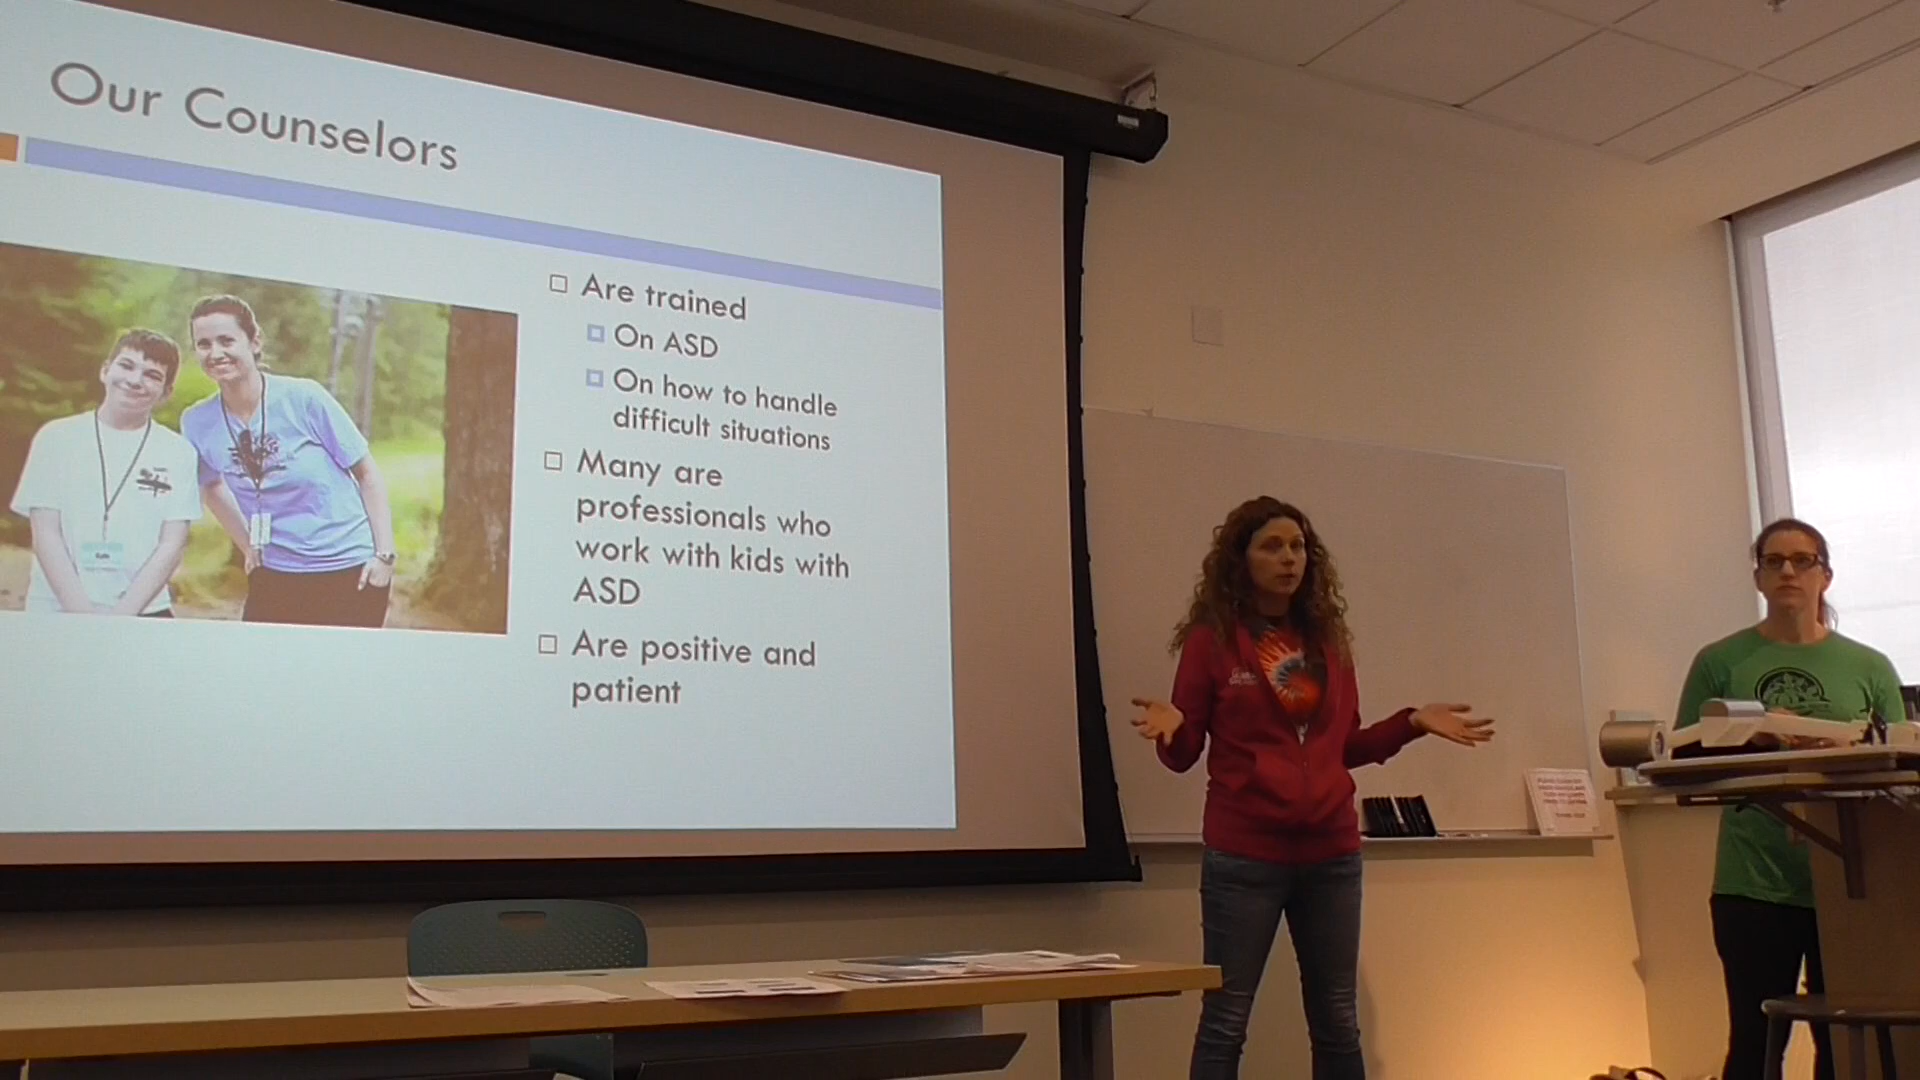 Our Counselors
Are trained
On ASD
On how to handle
difficult situations
Many are
professionals who
work with kids with
ASD
Are positive and
patient